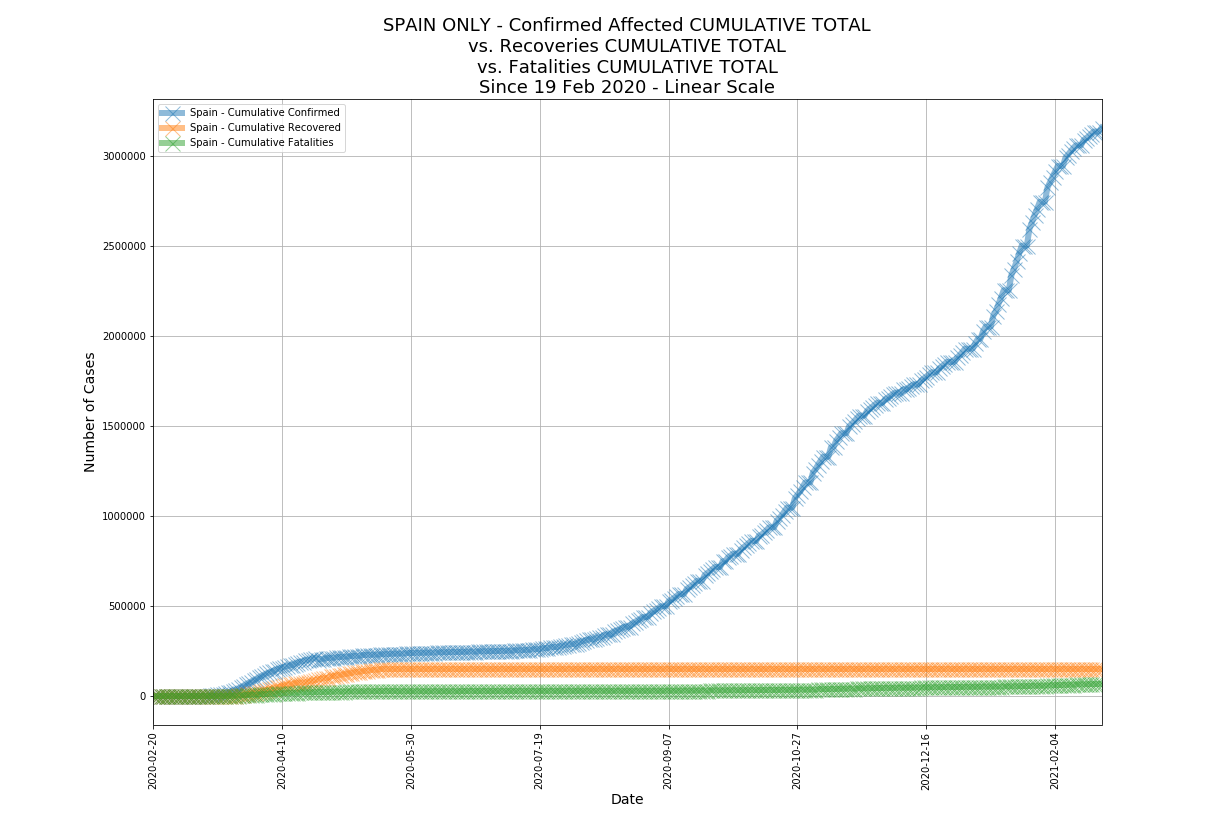 SPAIN ONLY - Confirmed Affected CUMULATIVE TOTAL
vs. Recoveries CUMULATIVE TOTAL
vs. Fatalities CUMULATIVE TOTAL
Since 19 Feb 2020 - Linear Scale
Spain - Cumulative Confirmed
Spain - Cumulative Recovered
Spain - Cumulative Fatalities
Number of Cases
3000000
2500000
2000000
1500000
1000000
500000
0
2020-02-20
2020-04-10
2020-05-30
2020-07-19
2020-09-07
2020-10-27
2020-12-16
2021-02-04
Date